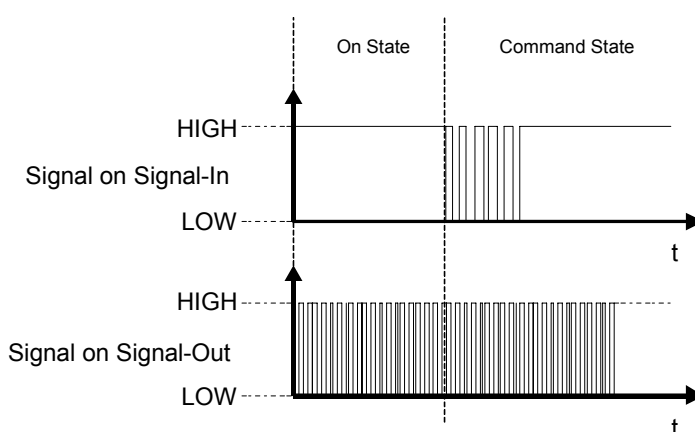 On State
Command State
HIGH
Signal on Signal-In
LOW
t
HIGH
Signal on Signal-Out
LOW
t